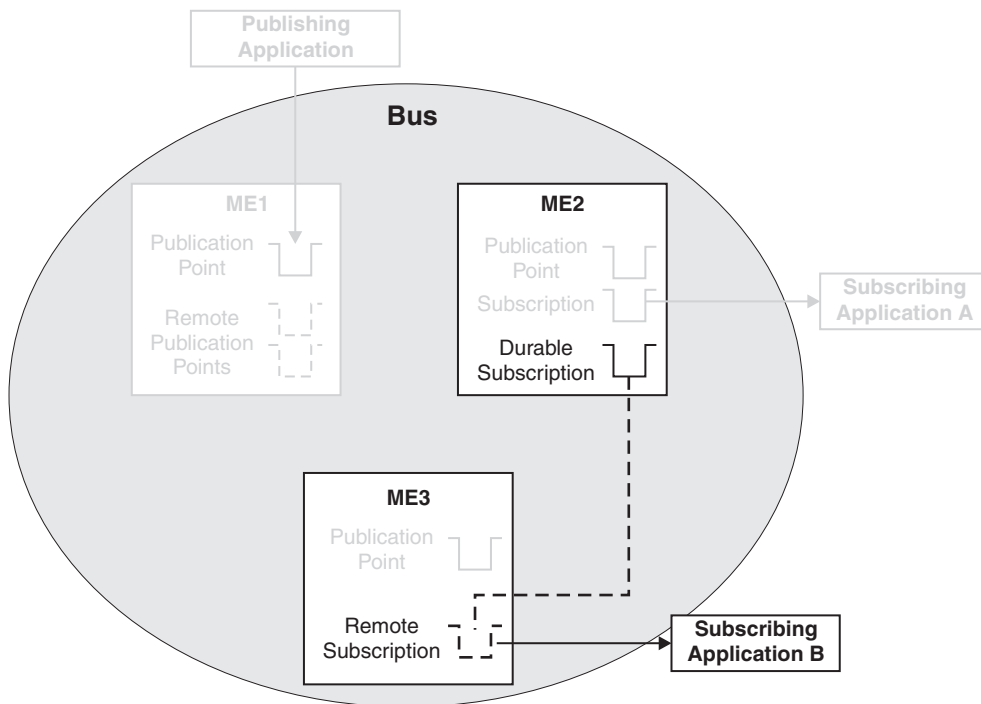 Publishing
Application
Bus
ME1
Publication
Point
Remote
Publication
Points
ME2
Publication
Point
Subscription
Durable
Subscription
Subscribing
Application A
ME3
Publication
Point
Remote
Subscription
Subscribing
Application B